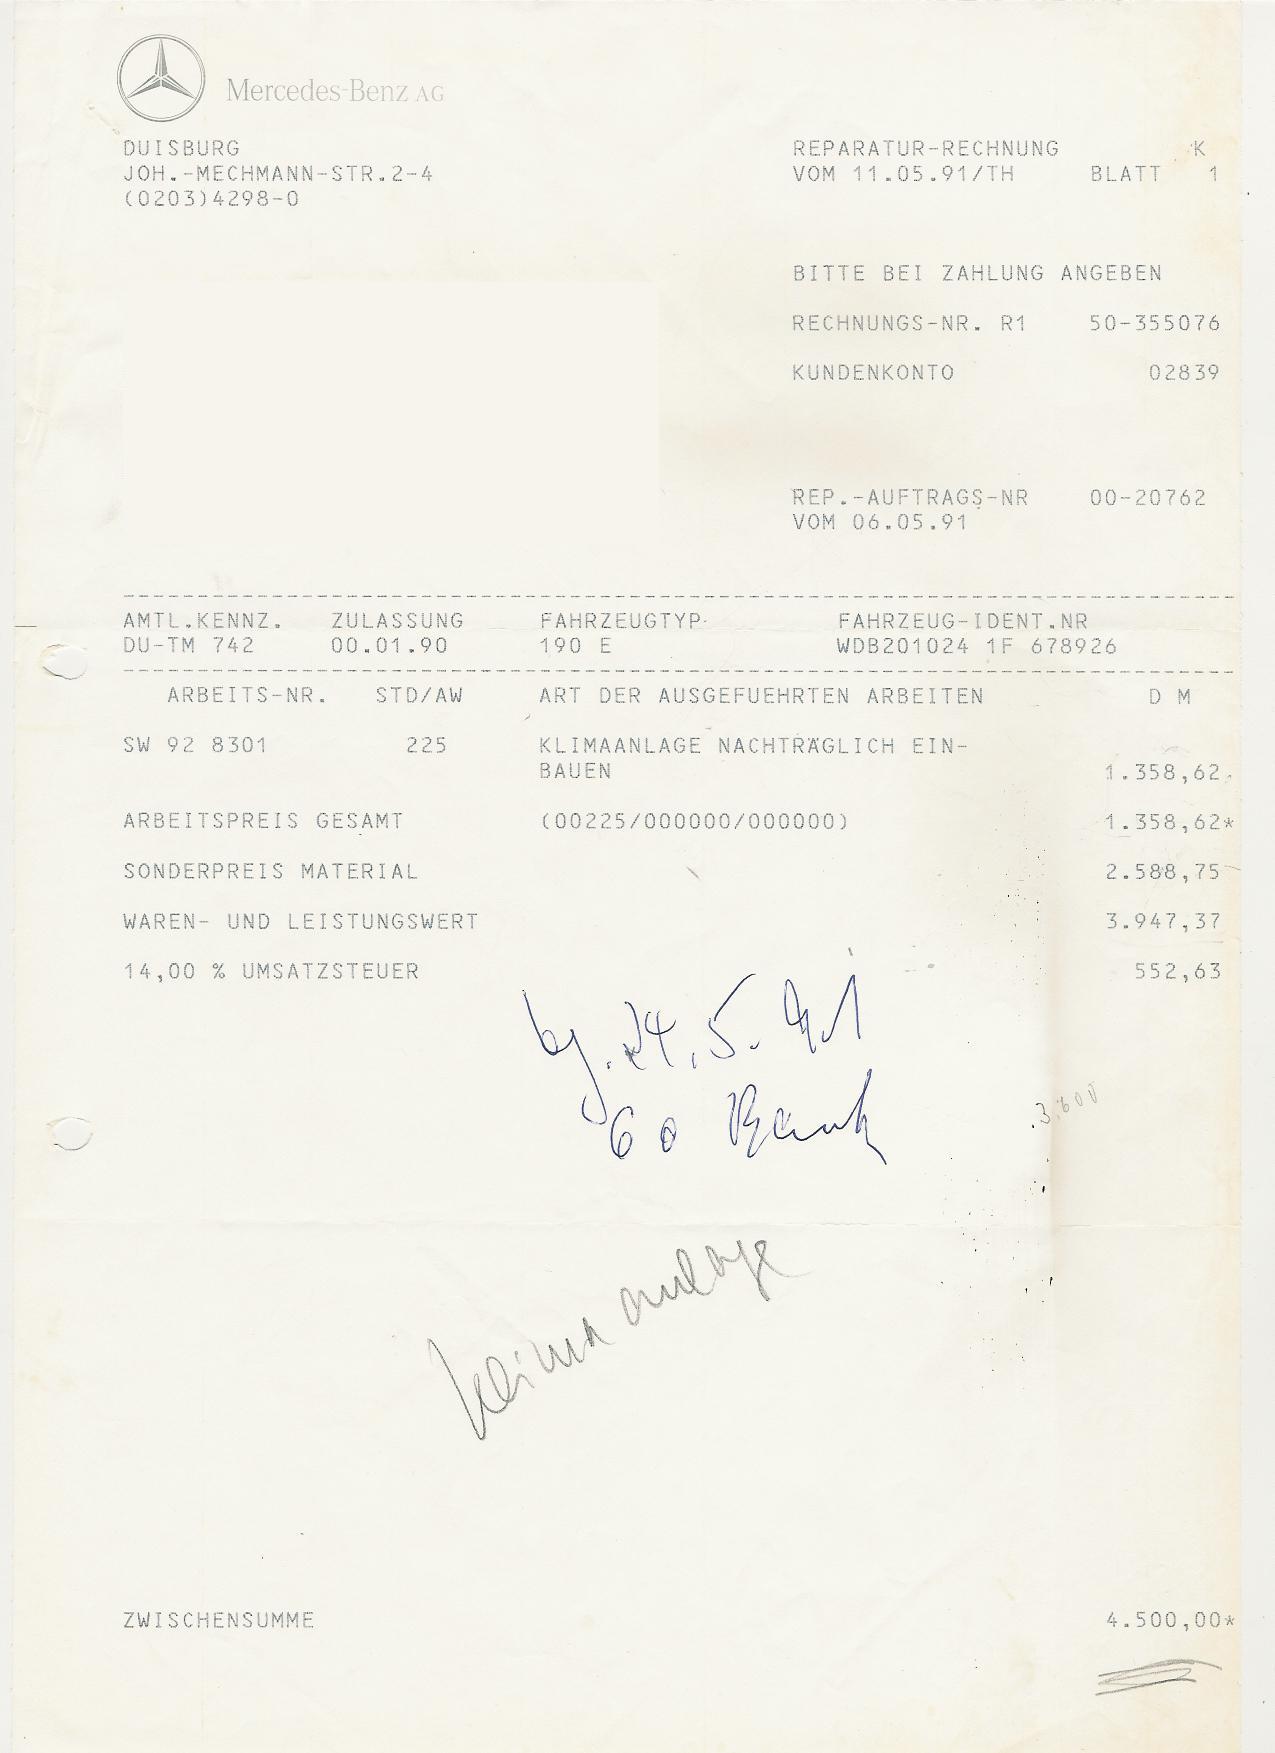 Mercedes-Benz AG
DUISBURG
JOH.-MECHMANN-STR.2-4
(0203)4298-0
REPARATUR-RECHNUNG K
VOM 11.05.91/TH BLATT 1
BITTE BEI ZAHLUNG ANGEBEN
RECHNUNGS-NR. R1 50-355076
KUNDENKONTO 02839
REP.-AUFTRAGS-NR 00-20762
VOM 06.05.91
AMTL.KENNZ. ZULASSUNG FAHRZEUGTYP FAHRZEUG-IDENT.NR
DU-TM 742 00.01.90 190 E WDB201024 1F 678926
ARBEITS-NR. STD/AW ART DER AUSGEFUEHRTEN ARBEITEN D M
SW 92 8301 225 KLIMAANLAGE NACHTRÄGLICH EIN-
BAUEN 1.358,62
ARBEITSPREIS GESAMT (00225/000000/000000) 1.358,62*
SONDERPREIS MATERIAL 2.588,75
WAREN- UND LEISTUNGSWERT 3.947,37
14,00 % UMSATZSTEUER 552,63
24.5.91
Bank
3.600
Klimaanlage
ZWISCHENSUMME 4.500,00*